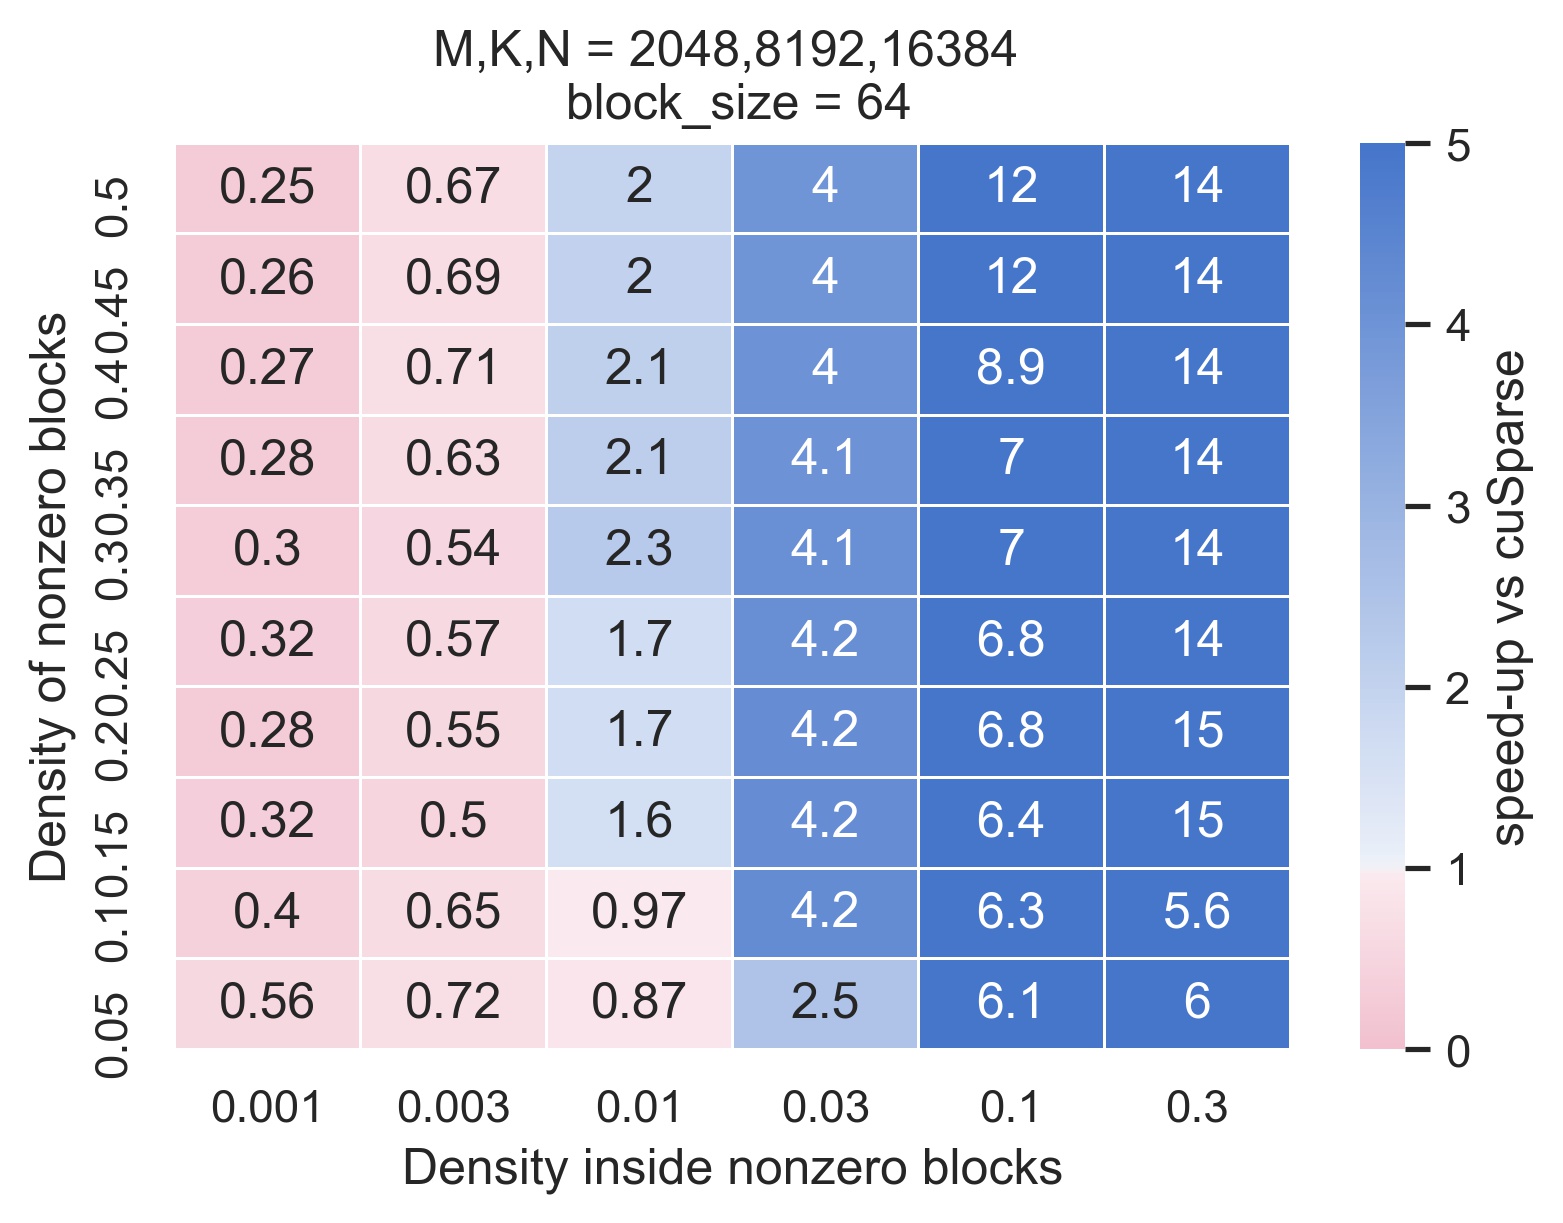 M,K,N = 2048,8192,16384
block_size = 64
Density of nonzero blocks
0.5 0.25 0.67 2 4 12 14
0.45 0.26 0.69 2 4 12 14
0.4 0.27 0.71 2.1 4 8.9 14
0.35 0.28 0.63 2.1 4.1 7 14
0.30 0.3 0.54 2.3 4.1 7 14
0.25 0.32 0.57 1.7 4.2 6.8 14
0.20 0.28 0.55 1.7 4.2 6.8 15
0.15 0.32 0.5 1.6 4.2 6.4 15
0.10 0.4 0.65 0.97 4.2 6.3 5.6
0.05 0.56 0.72 0.87 2.5 6.1 6
0.001 0.003 0.01 0.03 0.1 0.3
Density inside nonzero blocks
5
4
3
2
1
0
speed-up vs cuSparse